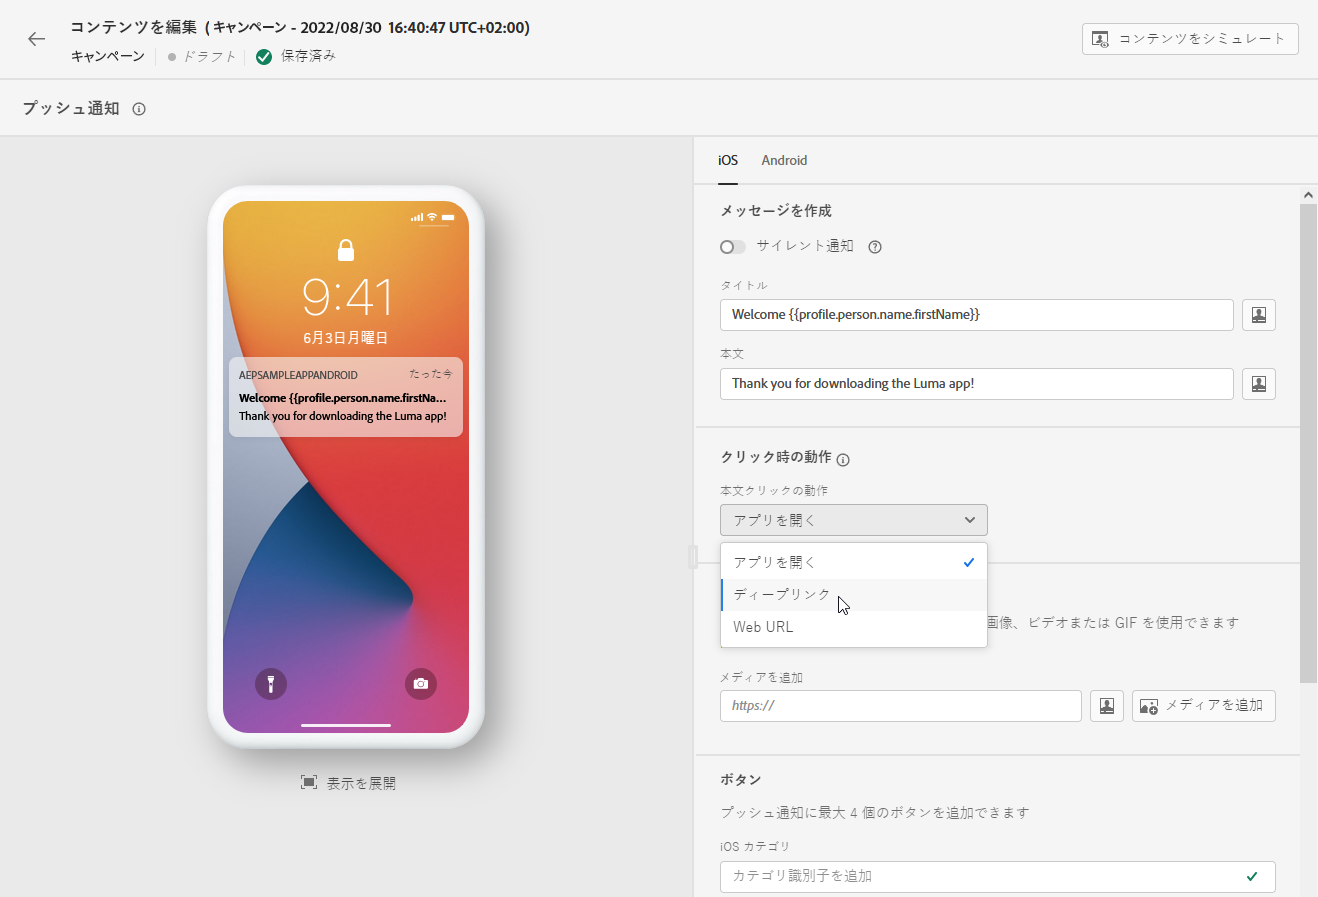 コンテンツを編集 ( キャンペーン - 2022/08/30 16:40:47 UTC+02:00)
キャンペーン
ドラフト
保存済み
コンテンツをシミュレート
プッシュ通知
9:41
6月3日月曜日
AEPSAMPLEAPPANDROID
たった今
Welcome {{profile.person.name.firstNa...
Thank you for downloading the Luma app!
表示を展開
iOS
Android
メッセージを作成
サイレント通知
タイトル
Welcome {{profile.person.name.firstName}}
本文
Thank you for downloading the Luma app!
クリック時の動作
本文クリックの動作
アプリを開く
アプリを開く
ディープリンク
Web URL
画像、ビデオまたは GIF を使用できます
メディアを追加
https://
メディアを追加
ボタン
プッシュ通知に最大 4 個のボタンを追加できます
iOS カテゴリ
カテゴリ識別子を追加